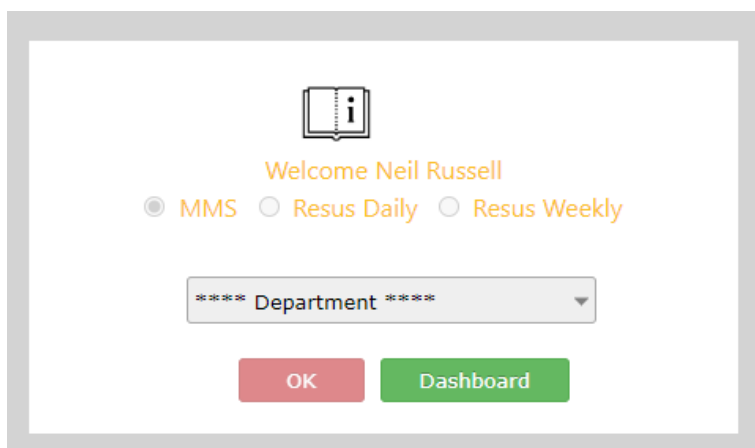 i
Welcome Neil Russell
MMS Resus Daily Resus Weekly
**** Department ****
OK Dashboard